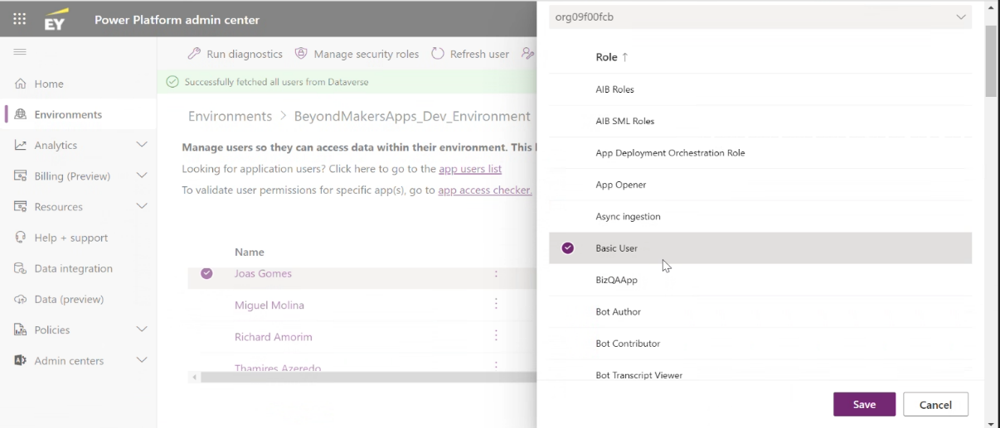 EY
Power Platform admin center
Home
Environments
Analytics
Billing (Preview)
Resources
Help + support
Data integration
Data (preview)
Policies
Admin centers
Run diagnostics
Manage security roles
Refresh user
Successfully fetched all users from Dataverse
Environments > BeyondMakersApps_Dev_Environment
Manage users so they can access data within their environment. This
Looking for application users? Click here to go to the app users list
To validate user permissions for specific app(s), go to app access checker.
Name
Joas Gomes
Miguel Molina
Richard Amorim
Thamires Azeredo
org09f00fcb
Role ↑
AIB Roles
AIB SML Roles
App Deployment Orchestration Role
App Opener
Async ingestion
Basic User
BizQAApp
Bot Author
Bot Contributor
Bot Transcript Viewer
Save
Cancel